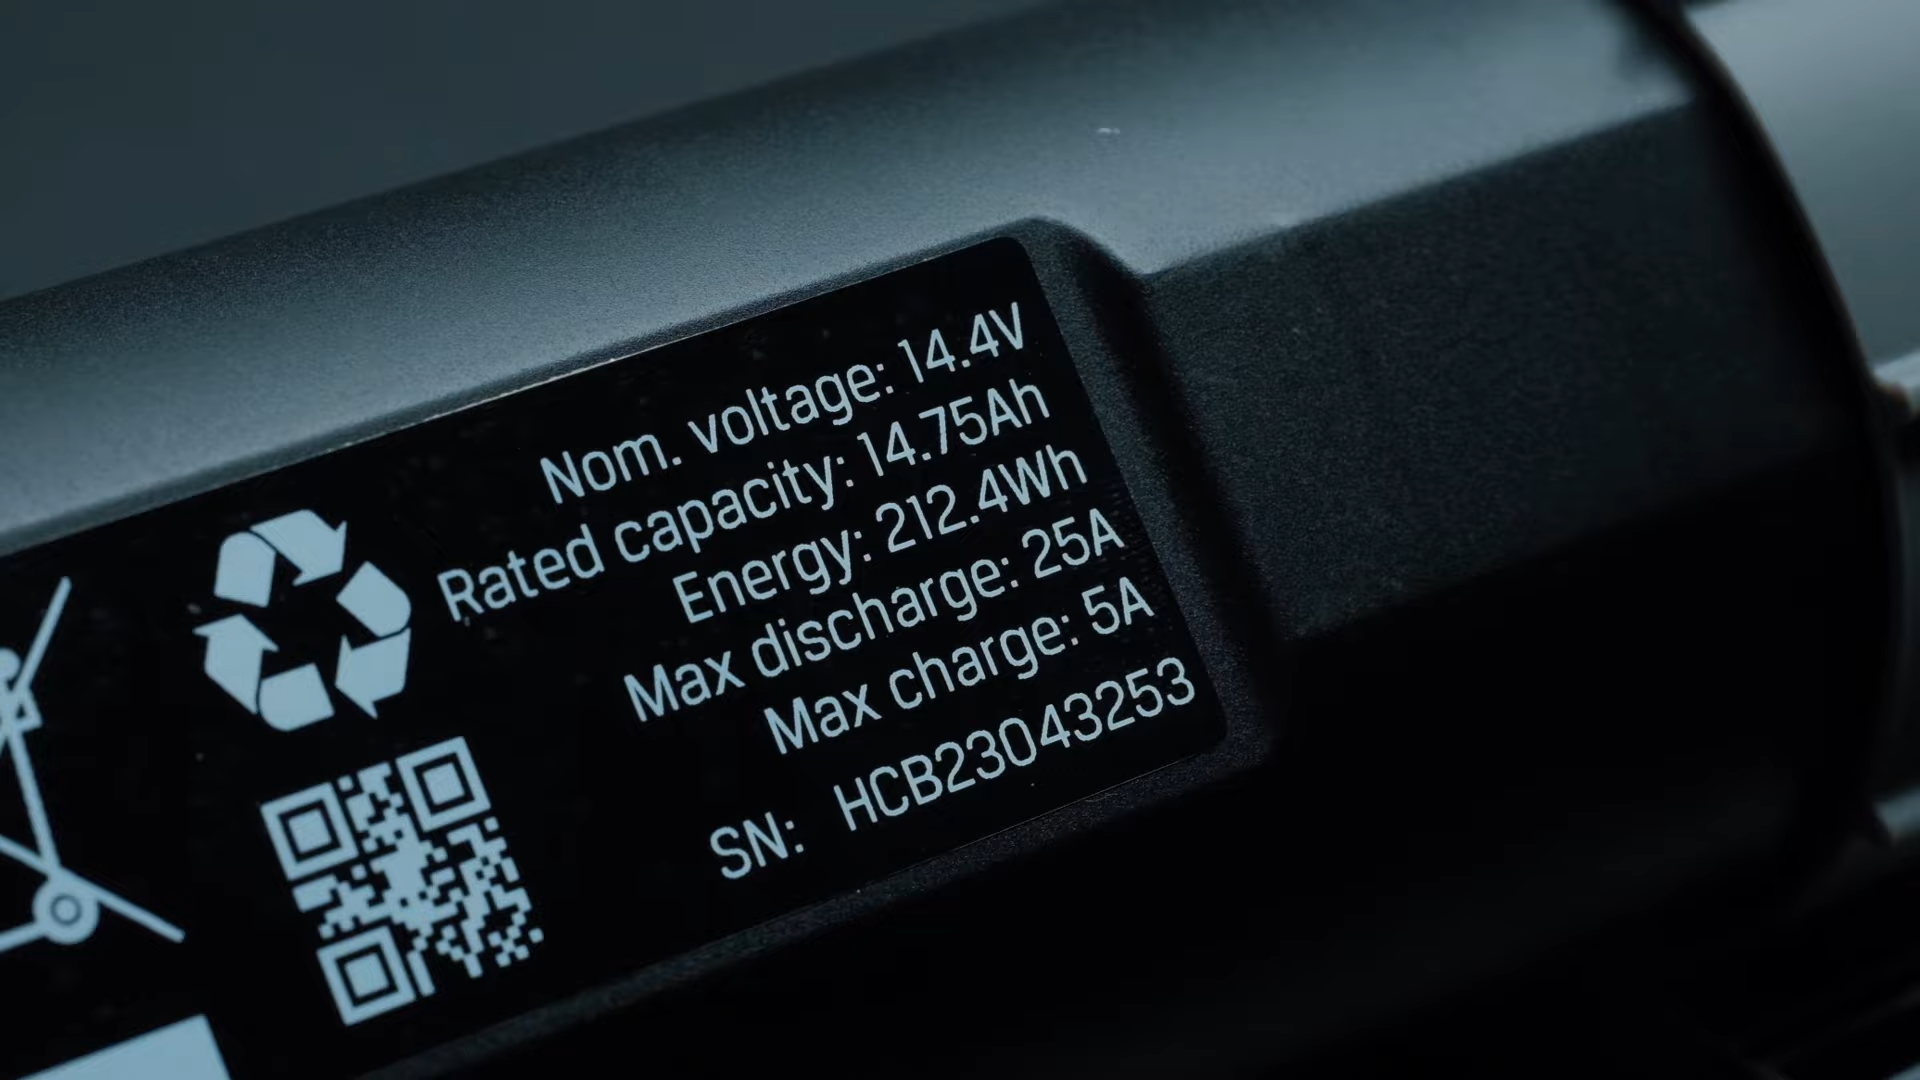 Nom. voltage: 14.4V
Rated capacity: 14.75Ah
Energy: 212.4Wh
Max discharge: 25A
Max charge: 5A
SN: HCB23043253